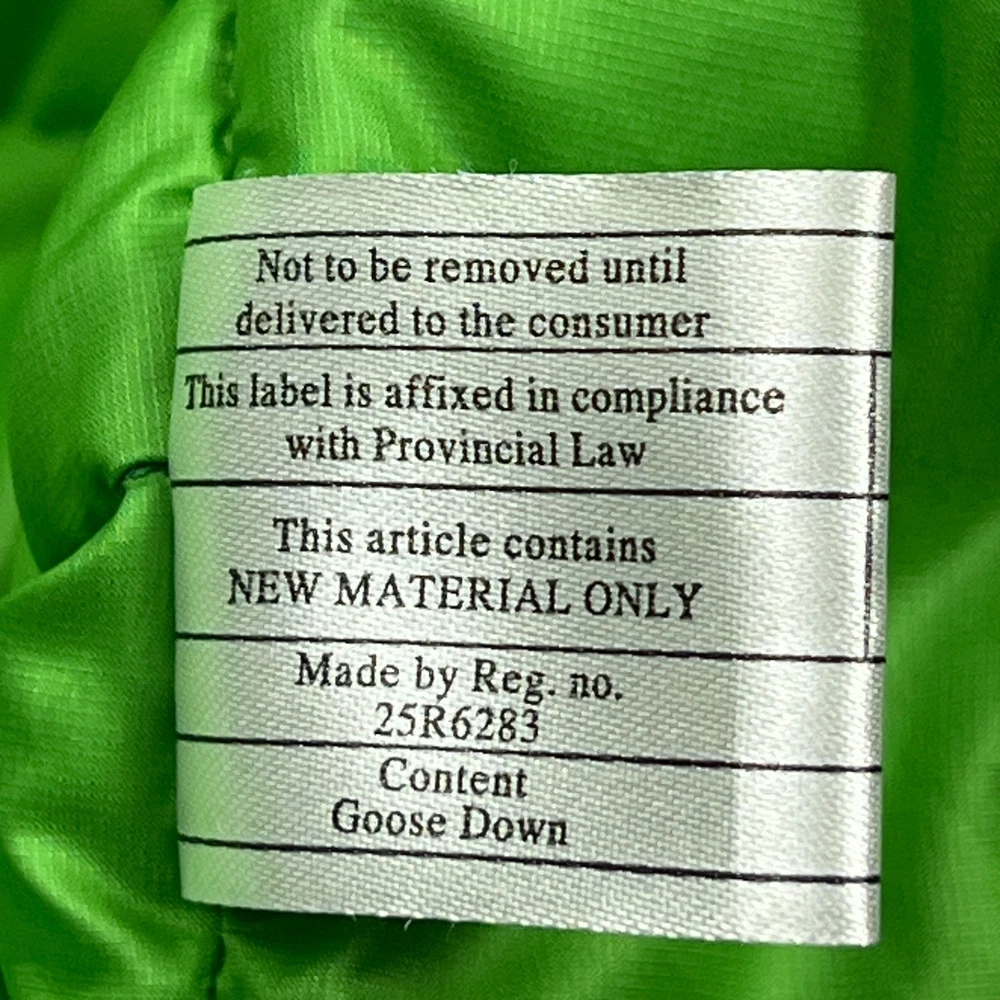 Not to be removed until
delivered to the consumer
This label is affixed in compliance
with Provincial Law
This article contains
NEW MATERIAL ONLY
Made by Reg. no.
25R6283
Content
Goose Down